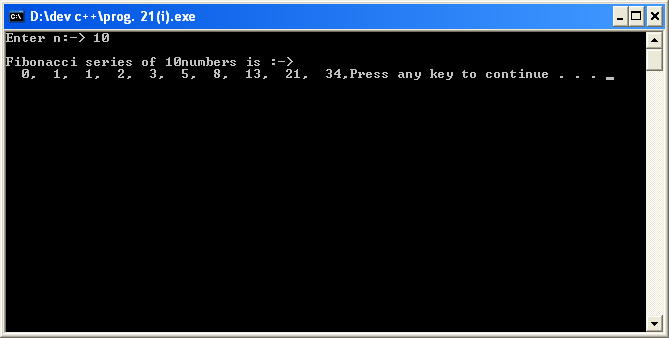 D:\dev c++\prog. 21(i).exe
Enter n:-> 10
Fibonacci series of 10numbers is :->
0,  1,  1,  2,  3,  5,  8,  13,  21,  34,Press any key to continue . . . _